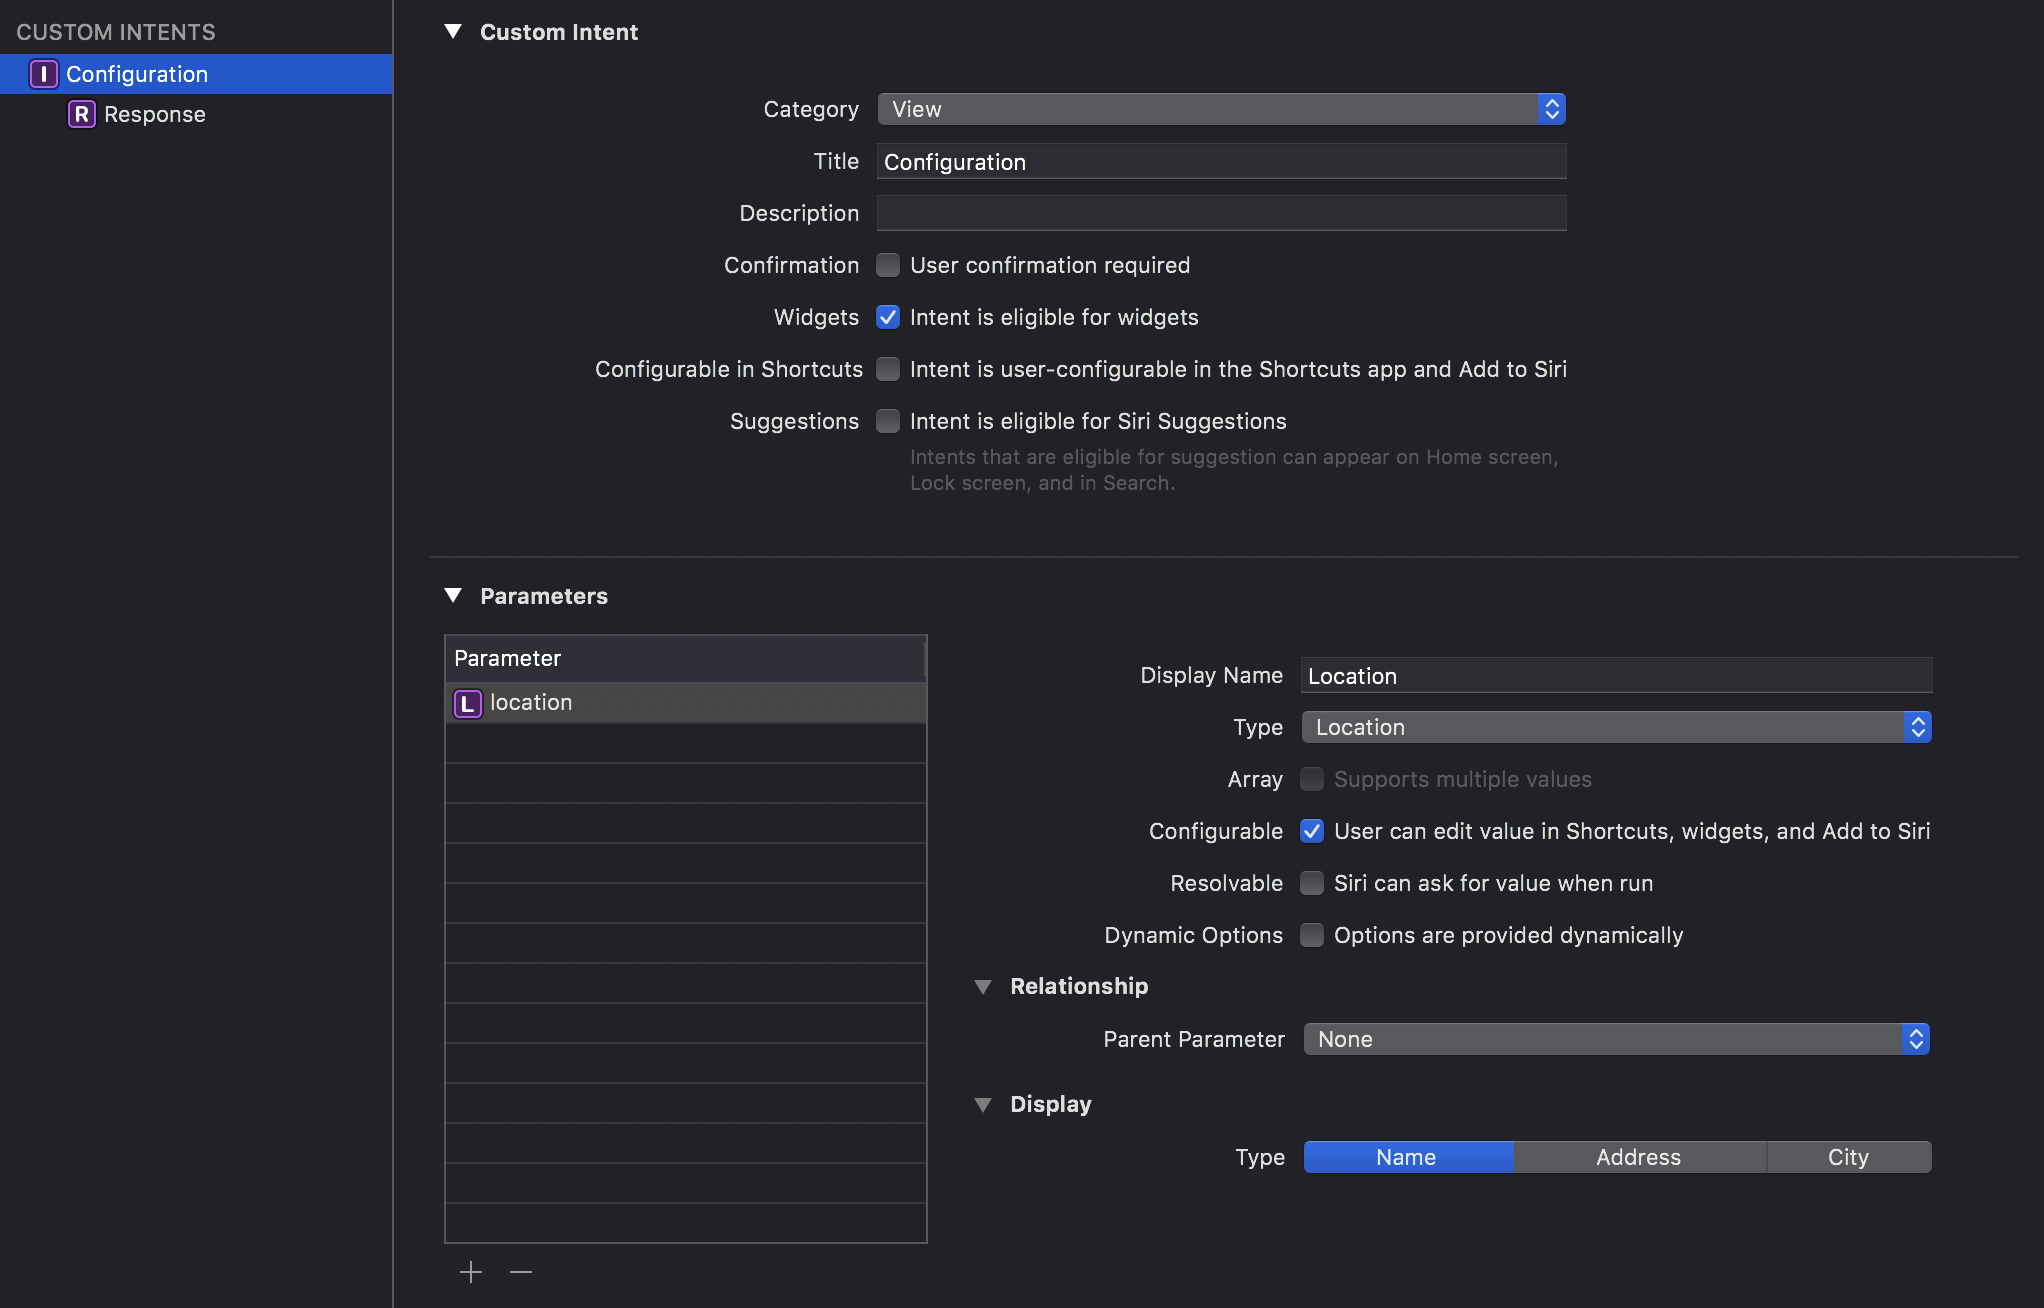 CUSTOM INTENTS
I Configuration
R Response
Custom Intent
Category View
Title Configuration
Description
Confirmation User confirmation required
Widgets Intent is eligible for widgets
Configurable in Shortcuts Intent is user-configurable in the Shortcuts app and Add to Siri
Suggestions Intent is eligible for Siri Suggestions
Intents that are eligible for suggestion can appear on Home screen,
Lock screen, and in Search.
Parameters
Parameter
L location
Display Name Location
Type Location
Array Supports multiple values
Configurable User can edit value in Shortcuts, widgets, and Add to Siri
Resolvable Siri can ask for value when run
Dynamic Options Options are provided dynamically
Relationship
Parent Parameter None
Display
Type Name Address City